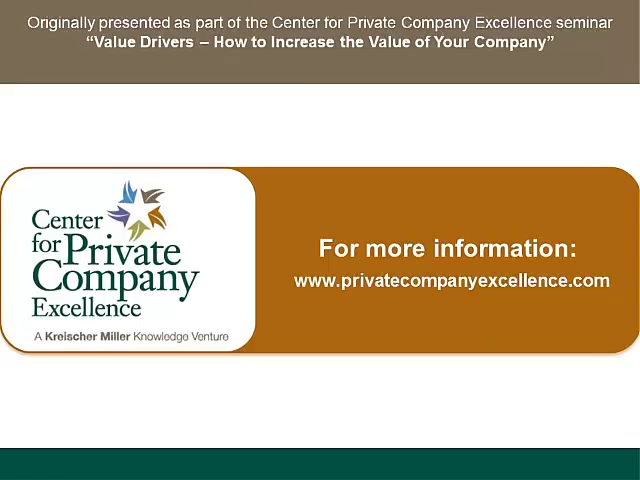 Originally presented as part of the Center for Private Company Excellence seminar
“Value Drivers – How to Increase the Value of Your Company”
Center
for Private
Company
Excellence
A Kreischer Miller Knowledge Venture
For more information:
www.privatecompanyexcellence.com